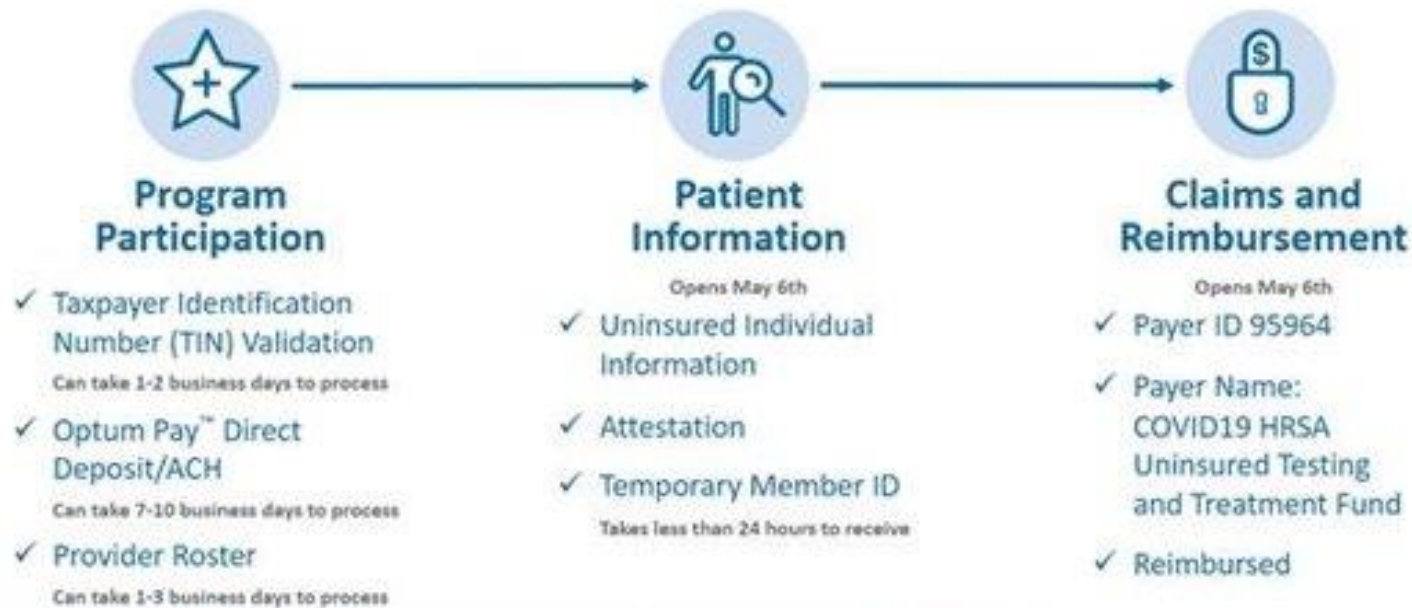 Program
Participation
✓ Taxpayer Identification
Number (TIN) Validation
Can take 1-2 business days to process
✓ Optum Pay™ Direct
Deposit/ACH
Can take 7-10 business days to process
✓ Provider Roster
Can take 1-3 business days to process
Patient
Information
Opens May 6th
✓ Uninsured Individual
Information
✓ Attestation
✓ Temporary Member ID
Takes less than 24 hours to receive
$
Claims and
Reimbursement
Opens May 6th
✓ Payer ID 95964
✓ Payer Name:
COVID19 HRSA
Uninsured Testing
and Treatment Fund
✓ Reimbursed